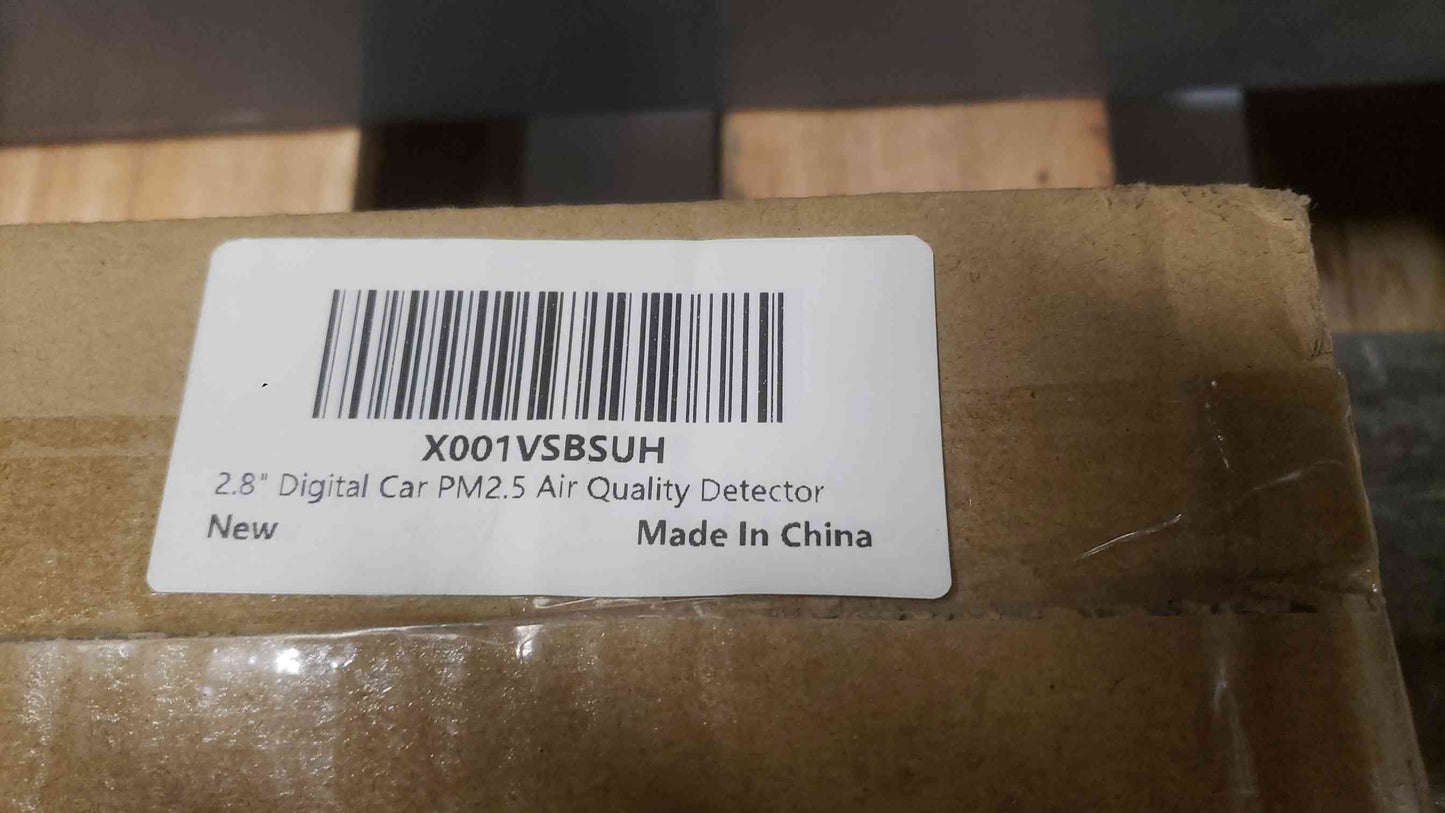 X001VSBSUH
2.8" Digital Car PM2.5 Air Quality Detector
New
Made In China